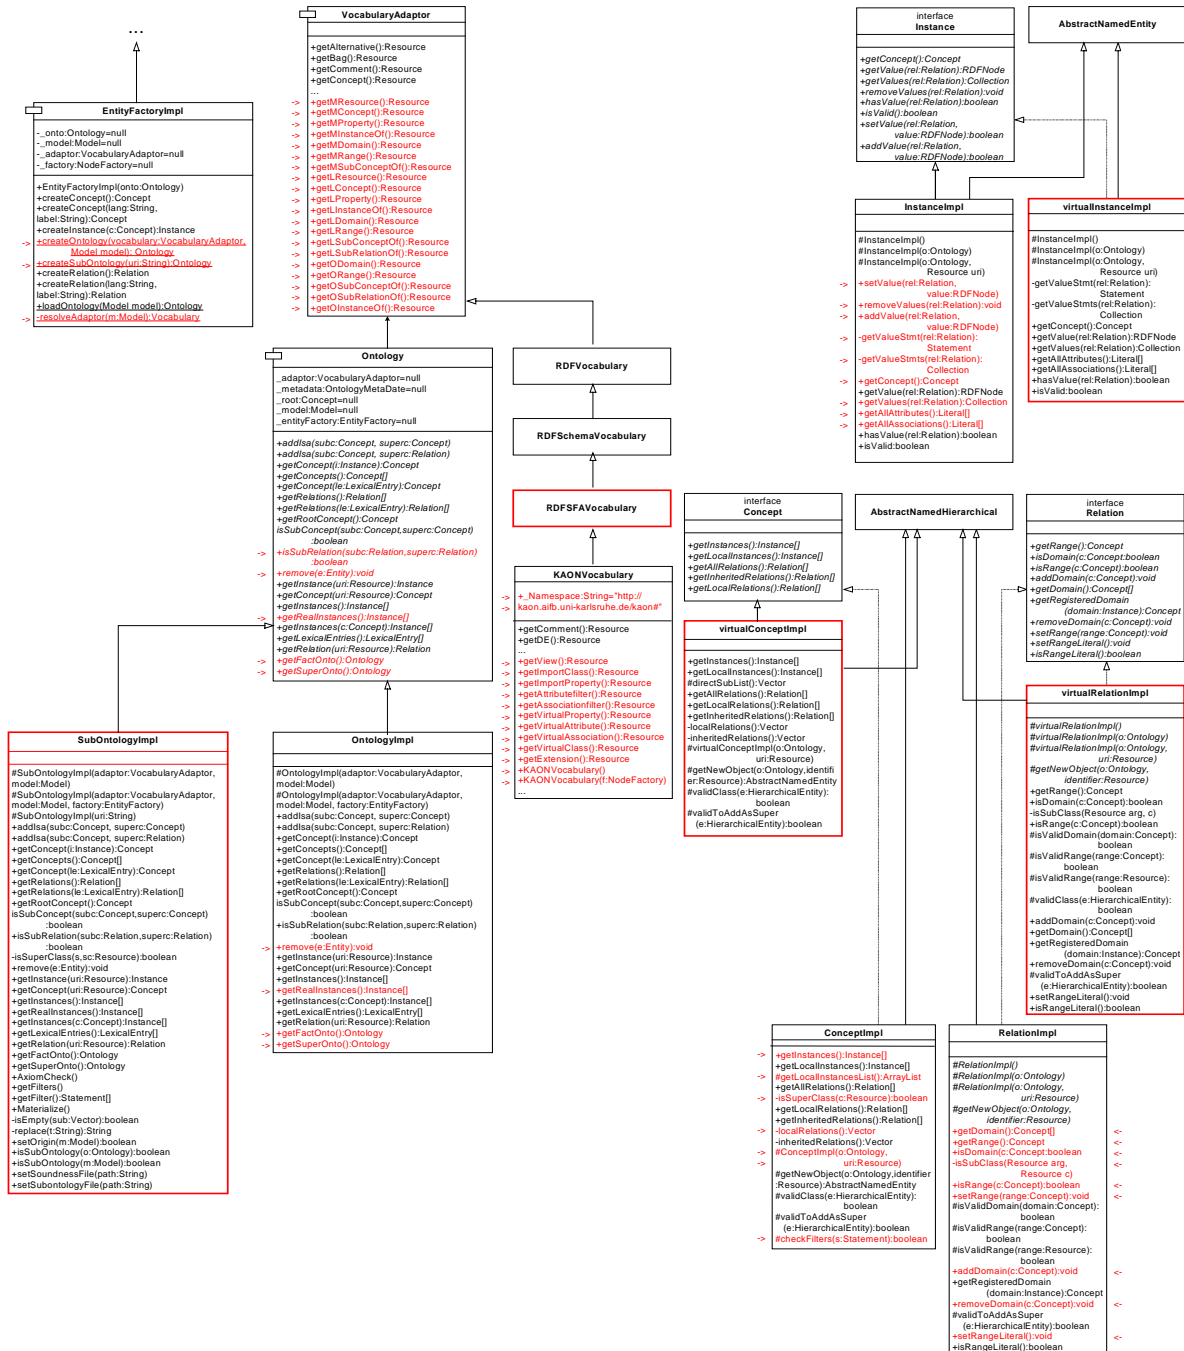 ...
EntityFactoryImpl
-_onto:Ontology=null
-_model:Model=null
-_adaptor:VocabularyAdaptor=null
-_factory:NodeFactory=null
+EntityFactoryImpl(onto:Ontology)
+createConcept():Concept
+createConcept(lang:String,
label:String):Concept
+createInstance(c:Concept):Instance
-> +createOntology(vocabulary:VocabularyAdaptor,
Model model): Ontology
-> +createSubOntology(uri:String):Ontology
+createRelation():Relation
+createRelation(lang:String,
label:String):Relation
+loadOntology(Model model):Ontology
-> -resolveAdaptor(m:Model):Vocabulary
VocabularyAdaptor
+getAlternative():Resource
+getBag():Resource
+getComment():Resource
+getConcept():Resource
...
-> +getMResource():Resource
-> +getMConcept():Resource
-> +getMProperty():Resource
-> +getMInstanceOf():Resource
-> +getMDomain():Resource
-> +getMRange():Resource
-> +getMSubConceptOf():Resource
-> +getLResource():Resource
-> +getLConcept():Resource
-> +getLProperty():Resource
-> +getLInstanceOf():Resource
-> +getLDomain():Resource
-> +getLRange():Resource
-> +getLSubConceptOf():Resource
-> +getLSubRelationOf():Resource
-> +getODomain():Resource
-> +getORange():Resource
-> +getOSubConceptOf():Resource
-> +getOSubRelationOf():Resource
-> +getOInstanceOf():Resource
interface
Instance
+getConcept():Concept
+getValue(rel:Relation):RDFNode
+getValues(rel:Relation):Collection
+removeValues(rel:Relation):void
+hasValue(rel:Relation):boolean
+isValid():boolean
+setValue(rel:Relation,
value:RDFNode):boolean
+addValue(rel:Relation,
value:RDFNode):boolean
AbstractNamedEntity
InstanceImpl
#InstanceImpl()
#InstanceImpl(o:Ontology)
#InstanceImpl(o:Ontology,
Resource uri)
-> +setValue(rel:Relation,
value:RDFNode)
-> +removeValues(rel:Relation):void
-> +addValue(rel:Relation,
value:RDFNode)
-> -getValueStmt(rel:Relation):
Statement
-> -getValueStmts(rel:Relation):
Collection
-> +getConcept():Concept
+getValue(rel:Relation):RDFNode
-> +getValues(rel:Relation):Collection
-> +getAllAttributes():Literal[]
-> +getAllAssociations():Literal[]
+hasValue(rel:Relation):boolean
+isValid:boolean
virtualInstanceImpl
#InstanceImpl()
#InstanceImpl(o:Ontology)
#InstanceImpl(o:Ontology,
Resource uri)
-getValueStmt(rel:Relation):
Statement
-getValueStmts(rel:Relation):
Collection
+getConcept():Concept
+getValue(rel:Relation):RDFNode
+getValues(rel:Relation):Collection
+getAllAttributes():Literal[]
+getAllAssociations():Literal[]
+hasValue(rel:Relation):boolean
+isValid:boolean
Ontology
_adaptor:VocabularyAdaptor=null
_metadata:OntologyMetaDate=null
_root:Concept=null
_model:Model=null
_entityFactory:EntityFactory=null
+addIsa(subc:Concept, superc:Concept)
+addIsa(subc:Concept, superc:Relation)
+getConcept(i:Instance):Concept
+getConcepts():Concept[]
+getConcept(le:LexicalEntry):Concept
+getRelations():Relation[]
+getRelations(le:LexicalEntry):Relation[]
+getRootConcept():Concept
isSubConcept(subc:Concept,superc:Concept)
:boolean
-> +isSubRelation(subc:Relation,superc:Relation)
:boolean
-> +remove(e:Entity):void
+getInstance(uri:Resource):Instance
+getConcept(uri:Resource):Concept
+getInstances():Instance[]
-> +getRealInstances():Instance[]
+getInstances(c:Concept):Instance[]
+getLexicalEntries():LexicalEntry[]
+getRelation(uri:Resource):Relation
-> +getFactOnto():Ontology
-> +getSuperOnto():Ontology
RDFVocabulary
RDFSchemaVocabulary
RDFSFAVocabulary
KAONVocabulary
-> +_Namespace:String="http://
-> kaon.aifb.uni-karlsruhe.de/kaon#"
+getComment():Resource
+getDE():Resource
...
-> +getView():Resource
-> +getImportClass():Resource
-> +getImportProperty():Resource
-> +getAttributefilter():Resource
-> +getAssociationfilter():Resource
-> +getVirtualProperty():Resource
-> +getVirtualAttribute():Resource
-> +getVirtualAssociation():Resource
-> +getVirtualClass():Resource
-> +getExtension():Resource
-> +KAONVocabulary()
-> +KAONVocabulary(f:NodeFactory)
...
interface
Concept
+getInstances():Instance[]
+getLocalInstances():Instance[]
+getAllRelations():Relation[]
+getInheritedRelations():Relation[]
+getLocalRelations():Relation[]
AbstractNamedHierarchical
interface
Relation
+getRange():Concept
+isDomain(c:Concept:boolean
+isRange(c:Concept):boolean
+addDomain(c:Concept):void
+getDomain():Concept[]
+getRegisteredDomain
(domain:Instance):Concept
+removeDomain(c:Concept):void
+setRange(range:Concept):void
+setRangeLiteral():void
+isRangeLiteral():boolean
virtualConceptImpl
+getInstances():Instance[]
+getLocalInstances():Instance[]
#directSubList():Vector
+getAllRelations():Relation[]
+getLocalRelations():Relation[]
+getInheritedRelations():Relation[]
-localRelations():Vector
-inheritedRelations():Vector
#virtualConceptImpl(o:Ontology,
uri:Resource)
#getNewObject(o:Ontology,identifi
er:Resource):AbstractNamedEntity
#validClass(e:HierarchicalEntity):
boolean
#validToAddAsSuper
(e:HierarchicalEntity):boolean
virtualRelationImpl
#virtualRelationImpl()
#virtualRelationImpl(o:Ontology)
#virtualRelationImpl(o:Ontology,
uri:Resource)
#getNewObject(o:Ontology,
identifier:Resource)
+getRange():Concept
+isDomain(c:Concept):boolean
-isSubClass(Resource arg, c)
+isRange(c:Concept):boolean
#isValidDomain(domain:Concept):
boolean
#isValidRange(range:Concept):
boolean
#isValidRange(range:Resource):
boolean
#validClass(e:HierarchicalEntity):
boolean
+addDomain(c:Concept):void
+getDomain():Concept[]
+getRegisteredDomain
(domain:Instance):Concept
+removeDomain(c:Concept):void
#validToAddAsSuper
(e:HierarchicalEntity):boolean
+setRangeLiteral():void
+isRangeLiteral():boolean
SubOntologyImpl
#SubOntologyImpl(adaptor:VocabularyAdaptor,
model:Model)
#SubOntologyImpl(adaptor:VocabularyAdaptor,
model:Model, factory:EntityFactory)
#SubOntologyImpl(uri:String)
+addIsa(subc:Concept, superc:Concept)
+addIsa(subc:Concept, superc:Relation)
+getConcept(i:Instance):Concept
+getConcepts():Concept[]
+getConcept(le:LexicalEntry):Concept
+getRelations():Relation[]
+getRelations(le:LexicalEntry):Relation[]
+getRootConcept():Concept
isSubConcept(subc:Concept,superc:Concept)
:boolean
+isSubRelation(subc:Relation,superc:Relation)
:boolean
-isSuperClass(s,sc:Resource):boolean
+remove(e:Entity):void
+getInstance(uri:Resource):Instance
+getConcept(uri:Resource):Concept
+getInstances():Instance[]
+getRealInstances():Instance[]
+getInstances(c:Concept):Instance[]
+getLexicalEntries():LexicalEntry[]
+getRelation(uri:Resource):Relation
+getFactOnto():Ontology
+getSuperOnto():Ontology
+AxiomCheck()
+getFilters()
+getFilter():Statement[]
+Materialize()
-isEmpty(sub:Vector):boolean
-replace(t:String):String
+setOrigin(m:Model):boolean
+isSubOntology(o:Ontology):boolean
+isSubOntology(m:Model):boolean
+setSoundnessFile(path:String)
+setSubontologyFile(path:String)
OntologyImpl
#OntologyImpl(adaptor:VocabularyAdaptor,
model:Model)
#OntologyImpl(adaptor:VocabularyAdaptor,
model:Model, factory:EntityFactory)
+addIsa(subc:Concept, superc:Concept)
+addIsa(subc:Concept, superc:Relation)
+getConcept(i:Instance):Concept
+getConcepts():Concept[]
+getConcept(le:LexicalEntry):Concept
+getRelations():Relation[]
+getRelations(le:LexicalEntry):Relation[]
+getRootConcept():Concept
isSubConcept(subc:Concept,superc:Concept)
:boolean
+isSubRelation(subc:Relation,superc:Relation)
:boolean
-> +remove(e:Entity):void
+getInstance(uri:Resource):Instance
+getConcept(uri:Resource):Concept
+getInstances():Instance[]
-> +getRealInstances():Instance[]
+getInstances(c:Concept):Instance[]
+getLexicalEntries():LexicalEntry[]
+getRelation(uri:Resource):Relation
-> +getFactOnto():Ontology
-> +getSuperOnto():Ontology
ConceptImpl
-> +getInstances():Instance[]
+getLocalInstances():Instance[]
-> #getLocalInstancesList():ArrayList
+getAllRelations():Relation[]
-> -isSuperClass(c:Resource):boolean
+getLocalRelations():Relation[]
+getInheritedRelations():Relation[]
-> -localRelations():Vector
-inheritedRelations():Vector
-> #ConceptImpl(o:Ontology,
-> uri:Resource)
#getNewObject(o:Ontology,identifier
:Resource):AbstractNamedEntity
#validClass(e:HierarchicalEntity):
boolean
#validToAddAsSuper
(e:HierarchicalEntity):boolean
-> #checkFilters(s:Statement):boolean
RelationImpl
#RelationImpl()
#RelationImpl(o:Ontology)
#RelationImpl(o:Ontology,
uri:Resource)
#getNewObject(o:Ontology,
identifier:Resource)
+getDomain():Concept[] <-
+getRange():Concept <-
+isDomain(c:Concept:boolean <-
-isSubClass(Resource arg, <-
Resource c)
+isRange(c:Concept):boolean <-
+setRange(range:Concept):void <-
#isValidDomain(domain:Concept):
boolean
#isValidRange(range:Concept):
boolean
#isValidRange(range:Resource):
boolean
+addDomain(c:Concept):void <-
+getRegisteredDomain
(domain:Instance):Concept
+removeDomain(c:Concept):void <-
#validToAddAsSuper
(e:HierarchicalEntity):boolean
+setRangeLiteral():void <-
+isRangeLiteral():boolean